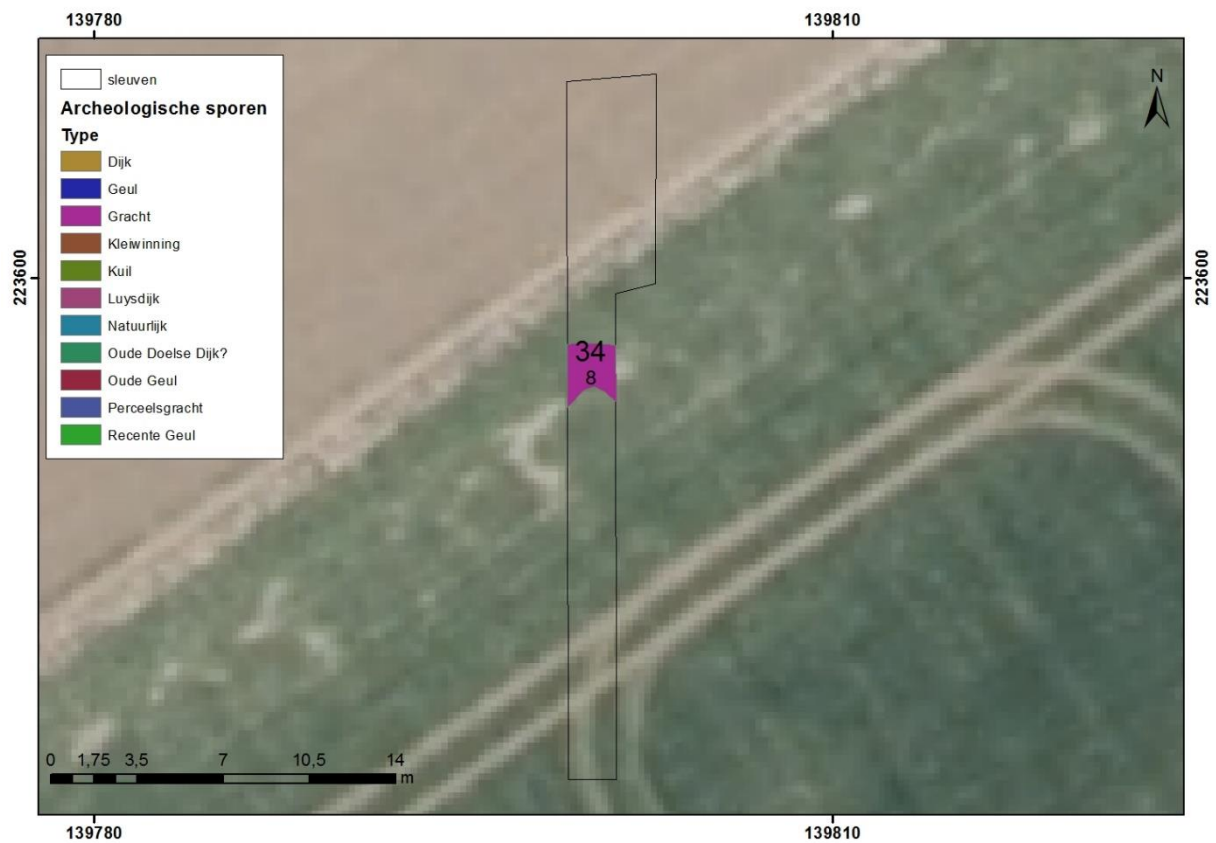 139780 139810
sleuven
Archeologische sporen
Type
Dijk
Geul
Gracht
Kleiwinning
Kuil
Luysdijk
Natuurlijk
Oude Doelse Dijk?
Oude Geul
Perceelsgracht
Recente Geul
N
223600 223600
34
8
0 1,75 3,5 7 10,5 14
m
139780 139810